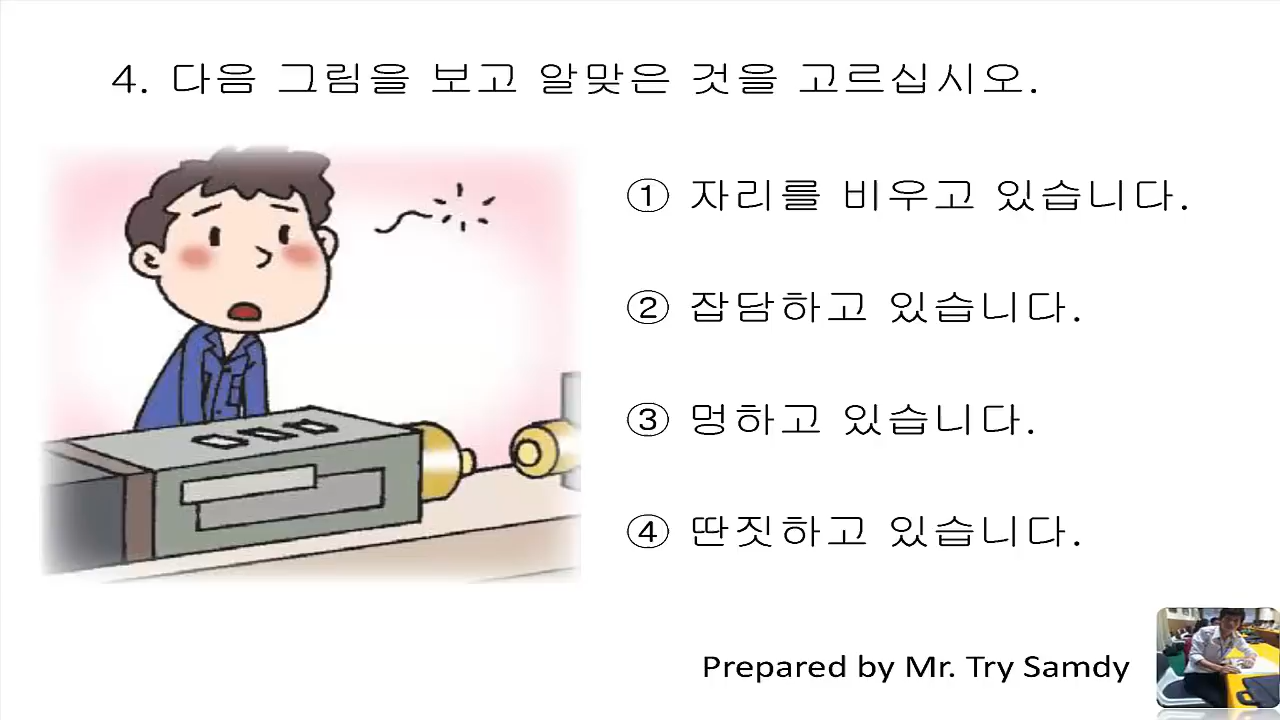 4. 다음 그림을 보고 알맞은 것을 고르십시오.
① 자리를 비우고 있습니다.
② 잡담하고 있습니다.
③ 멍하고 있습니다.
④ 딴짓하고 있습니다.
Prepared by Mr. Try Samdy